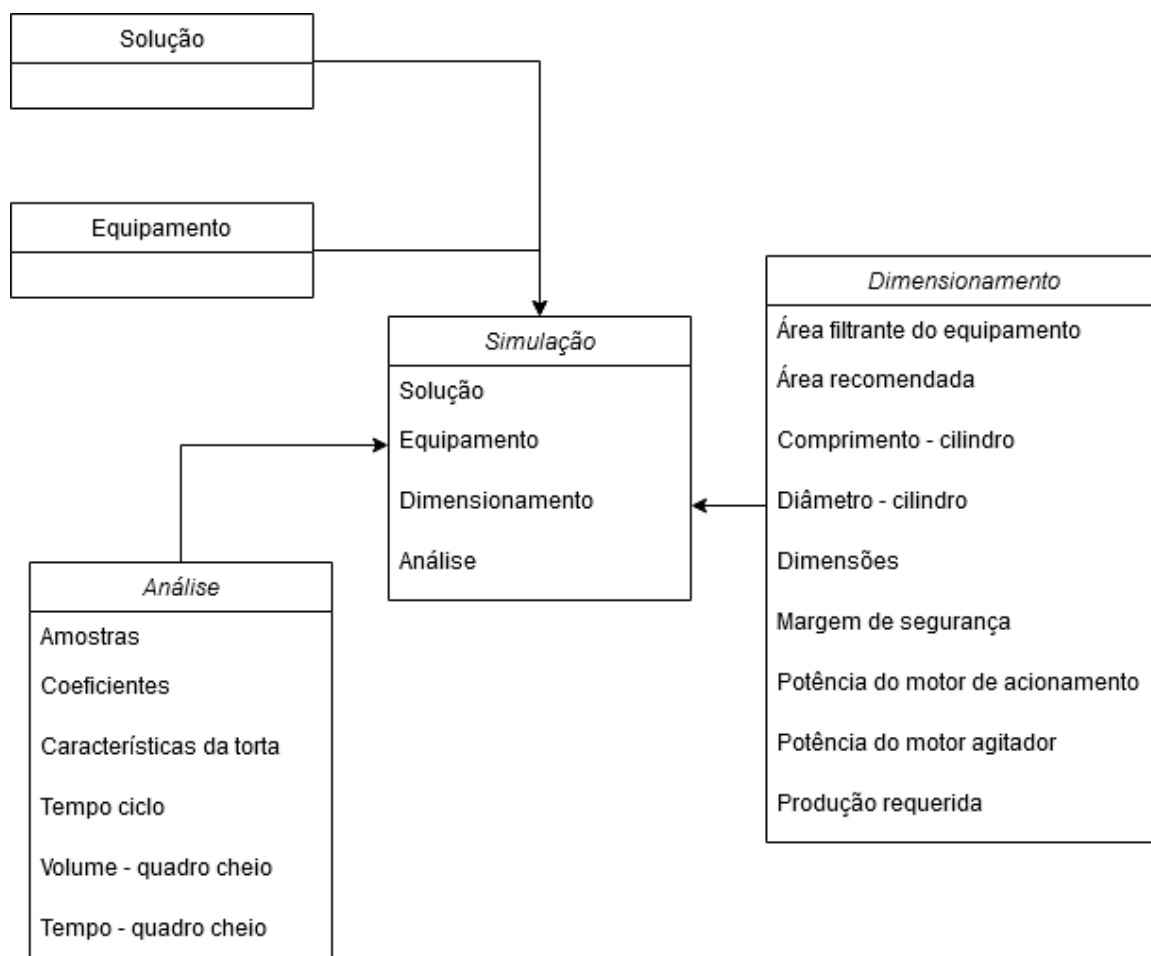 Solução
Equipamento
Simulação
Solução
Equipamento
Dimensionamento
Análise
Dimensionamento
Área filtrante do equipamento
Área recomendada
Comprimento - cilindro
Diâmetro - cilindro
Dimensões
Margem de segurança
Potência do motor de acionamento
Potência do motor agitador
Produção requerida
Análise
Amostras
Coeficientes
Características da torta
Tempo ciclo
Volume - quadro cheio
Tempo - quadro cheio